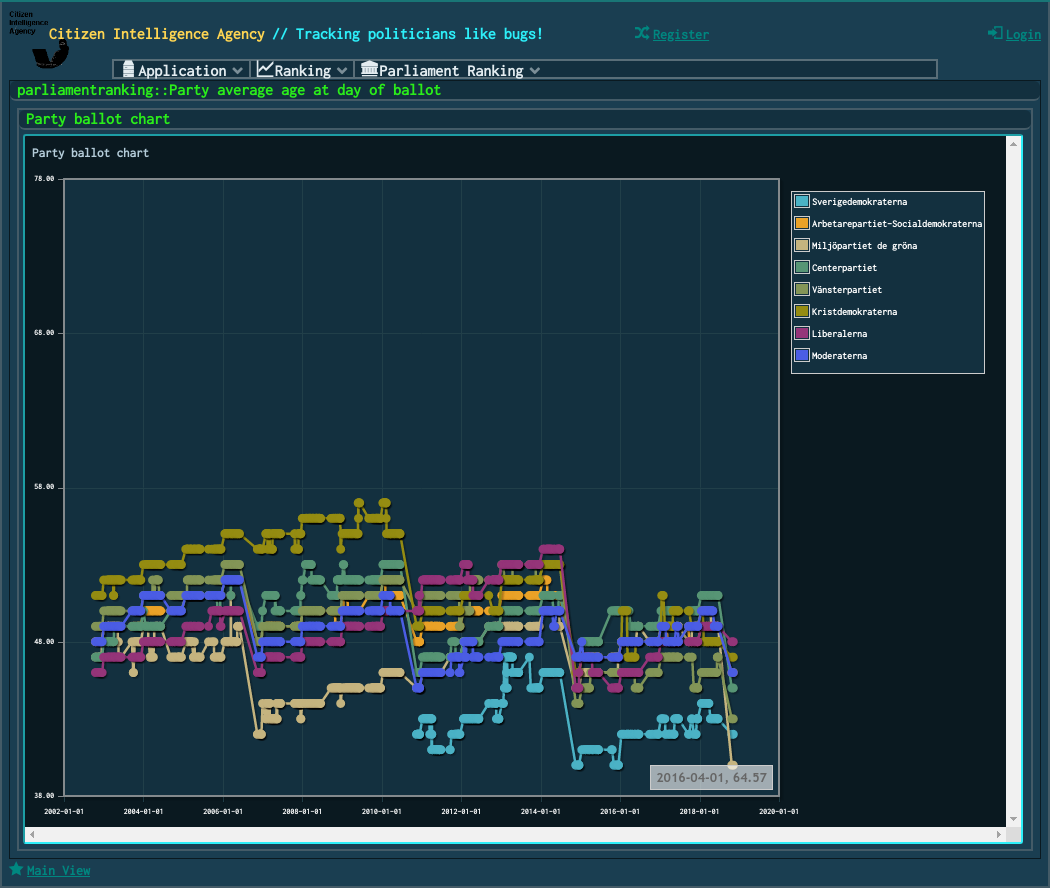 Citizen
Intelligence
Agency
Citizen Intelligence Agency // Tracking politicians like bugs!
Register
Login
Application
Ranking
Parliament Ranking
parliamentranking::Party average age at day of ballot
Party ballot chart
Party ballot chart
78.00
68.00
58.00
48.00
38.00
Sverigedemokraterna
Arbetarepartiet-Socialdemokraterna
Miljöpartiet de gröna
Centerpartiet
Vänsterpartiet
Kristdemokraterna
Liberalerna
Moderaterna
2016-04-01, 64.57
2002-01-01
2004-01-01
2006-01-01
2008-01-01
2010-01-01
2012-01-01
2014-01-01
2016-01-01
2018-01-01
2020-01-01
Main View